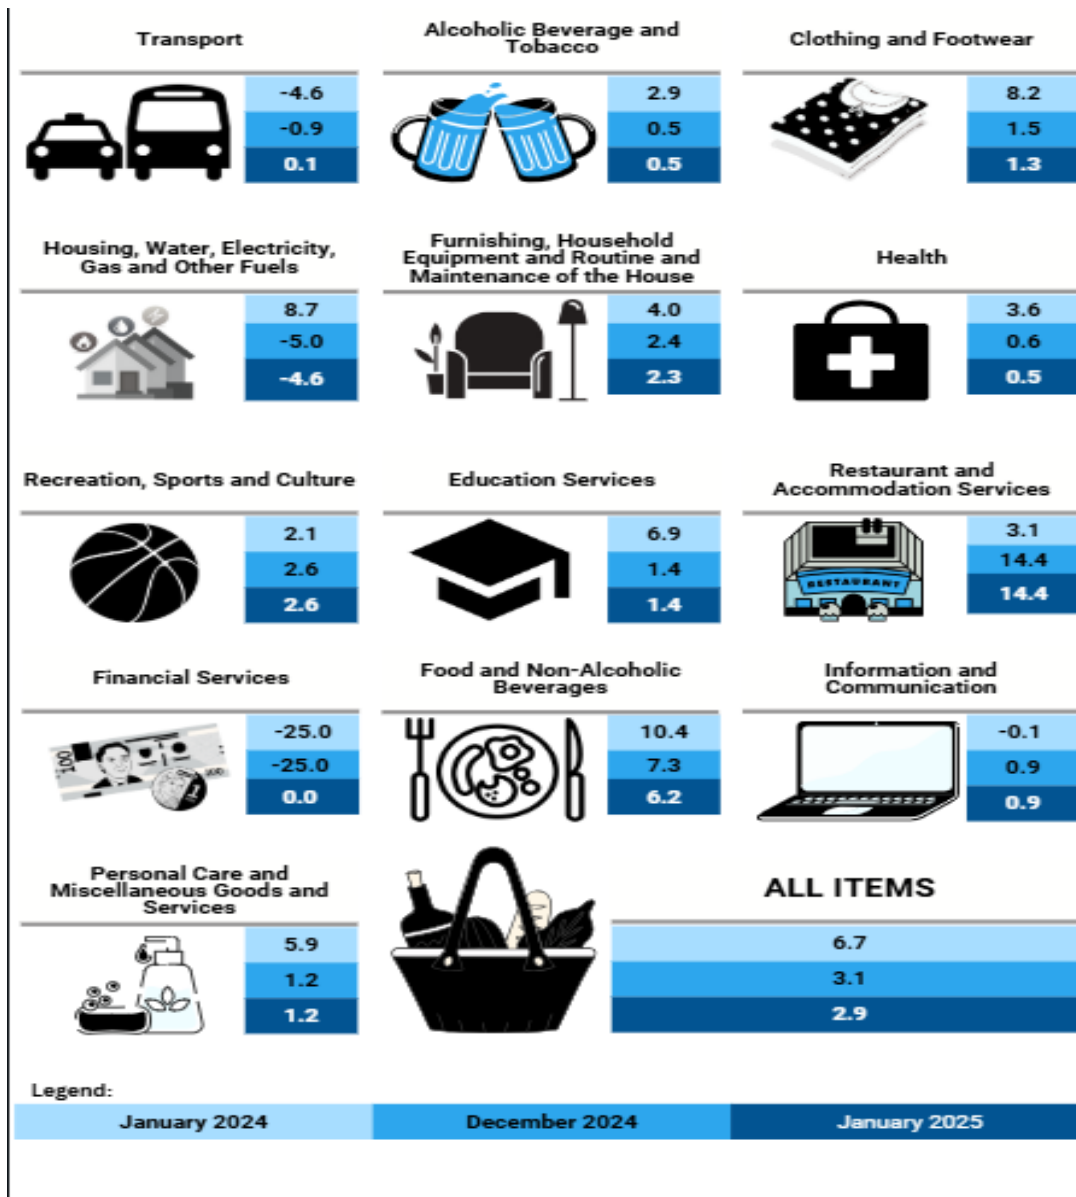 Transport
-4.6
-0.9
0.1
Alcoholic Beverage and
Tobacco
2.9
0.5
0.5
Clothing and Footwear
8.2
1.5
1.3
Housing, Water, Electricity,
Gas and Other Fuels
8.7
-5.0
-4.6
Furnishing, Household
Equipment and Routine and
Maintenance of the House
4.0
2.4
2.3
Health
3.6
0.6
0.5
Recreation, Sports and Culture
2.1
2.6
2.6
Education Services
6.9
1.4
1.4
Restaurant and
Accommodation Services
RESTAURANT
3.1
14.4
14.4
Financial Services
100
-25.0
-25.0
0.0
Food and Non-Alcoholic
Beverages
10.4
7.3
6.2
Information and
Communication
-0.1
0.9
0.9
Personal Care and
Miscellaneous Goods and
Services
5.9
1.2
1.2
ALL ITEMS
6.7
3.1
2.9
Legend:
January 2024
December 2024
January 2025